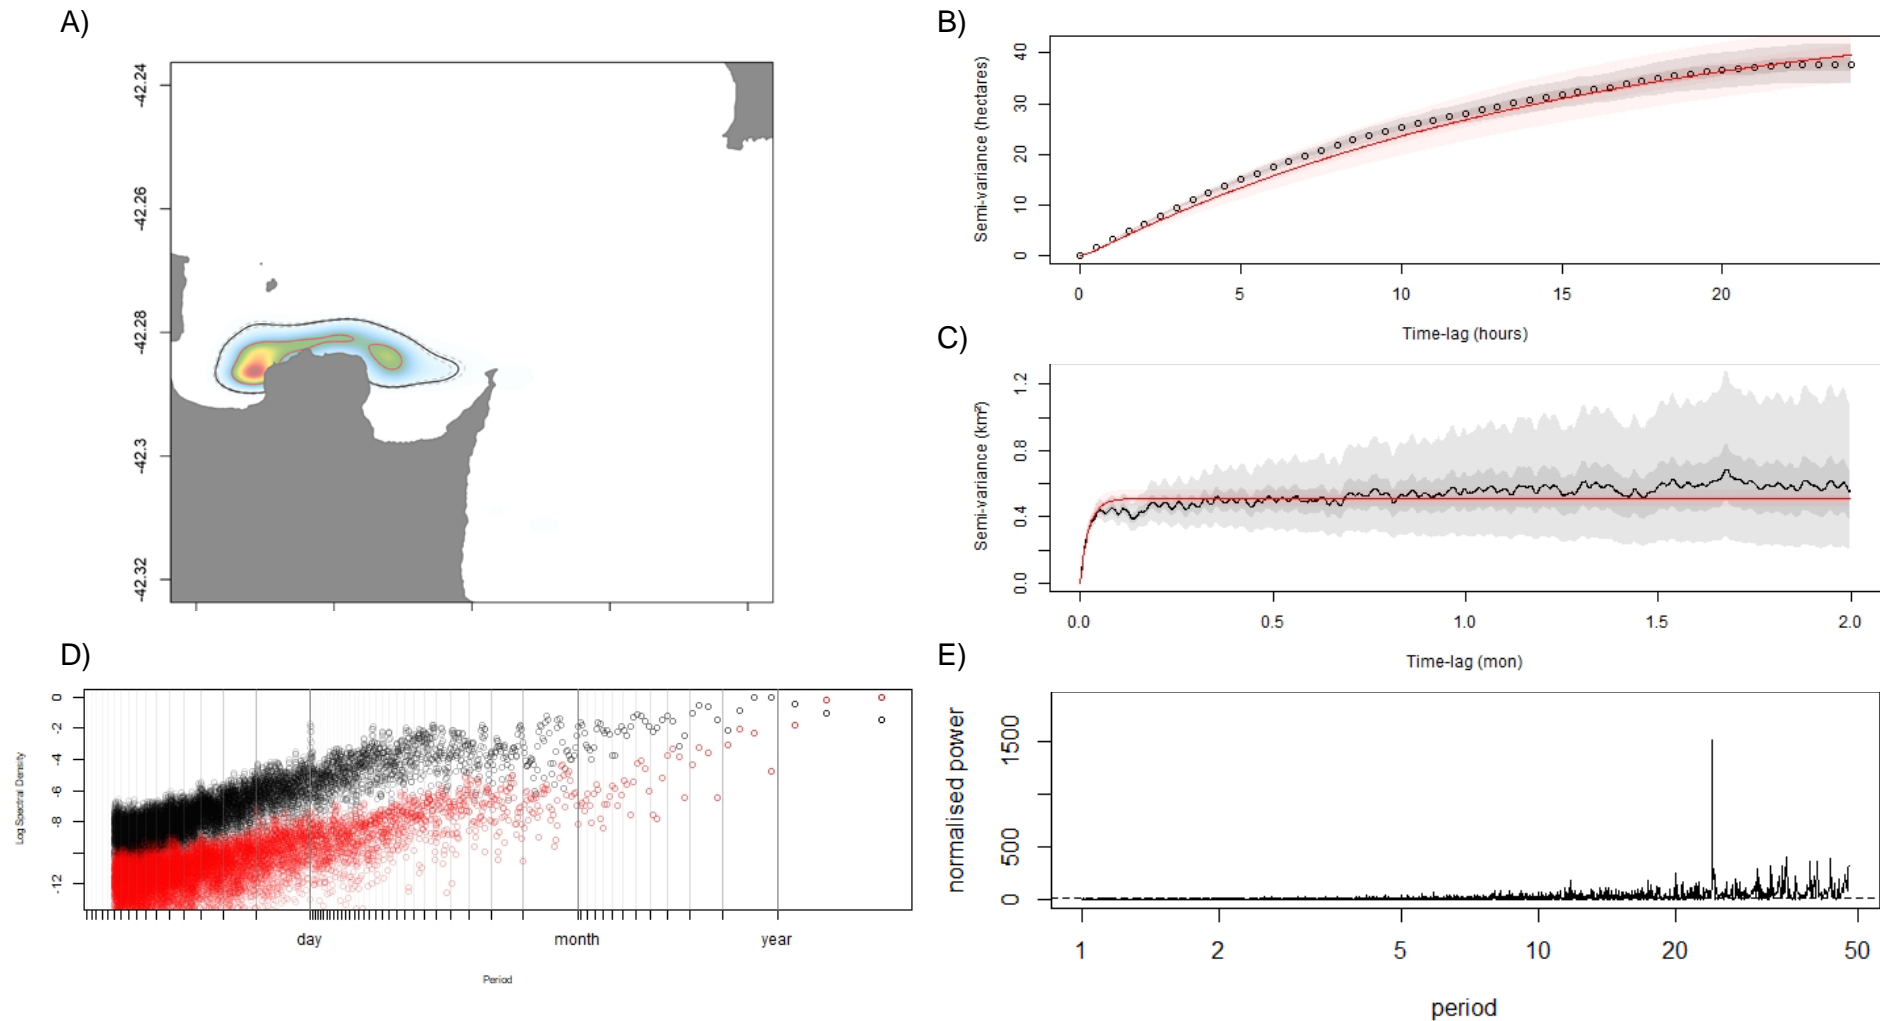 A)
-42.24
-42.26
-42.28
-42.3
-42.32
B)
Semi-variance (hectares)
40
30
20
10
0
0 5 10 15 20
Time-lag (hours)
C)
Semi-variance (km²)
1.2
0.8
0.4
0.0
0.0 0.5 1.0 1.5 2.0
Time-lag (mon)
D)
Log Spectral Density
0
-2
-4
-6
-8
-12
day month year
Period
E)
normalised power
1500
500
0
1 2 5 10 20 50
period